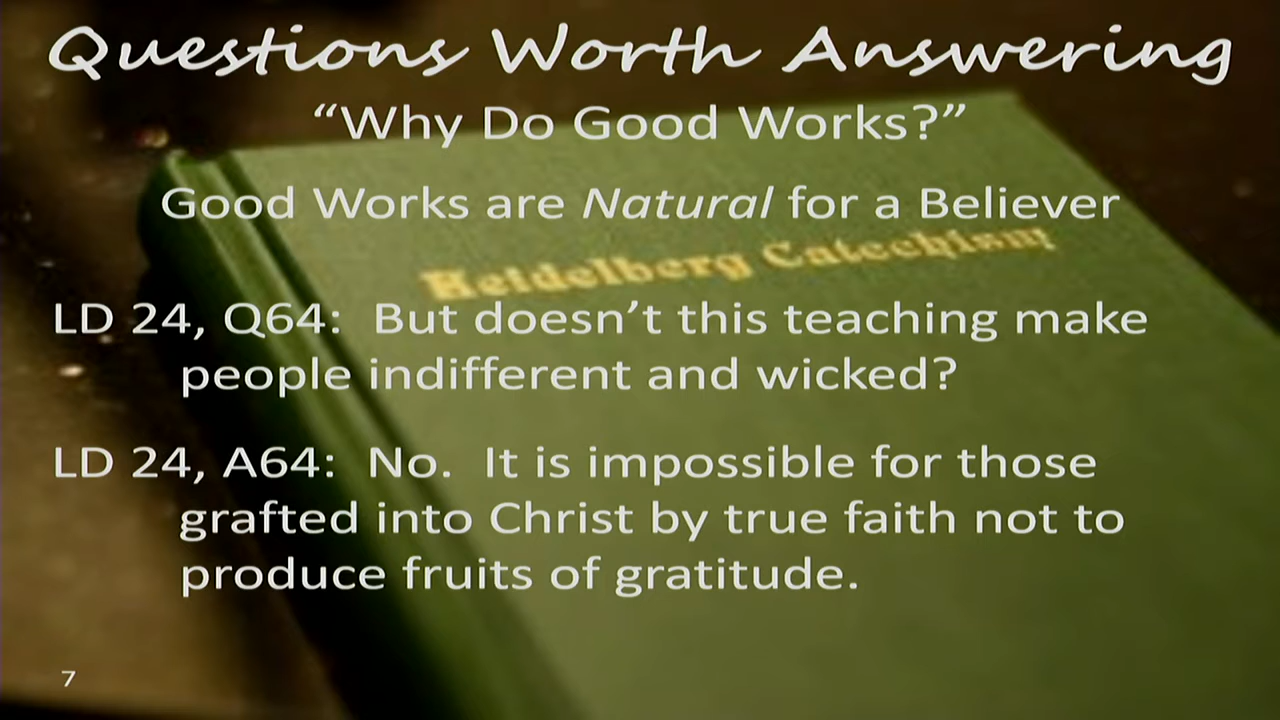 Questions Worth Answering
“Why Do Good Works?”
Good Works are Natural for a Believer
Heidelberg Catechism
LD 24, Q64: But doesn’t this teaching make
people indifferent and wicked?
LD 24, A64: No. It is impossible for those
grafted into Christ by true faith not to
produce fruits of gratitude.
7